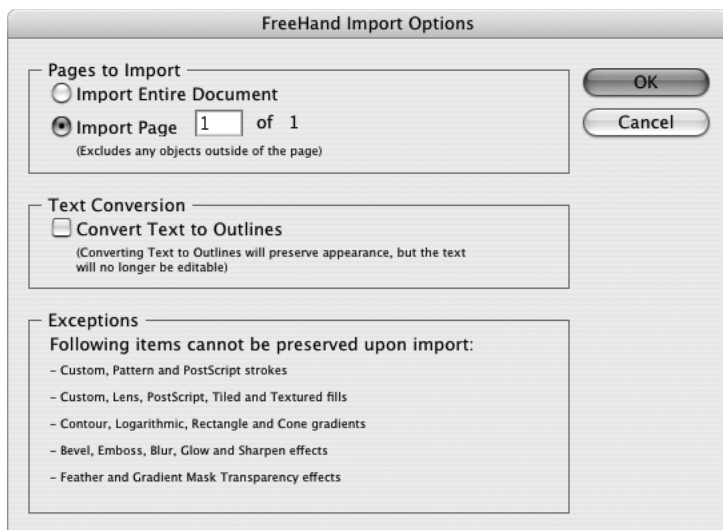 FreeHand Import Options
Pages to Import
Import Entire Document
Import Page 1 of 1
(Excludes any objects outside of the page)
OK
Cancel
Text Conversion
Convert Text to Outlines
(Converting Text to Outlines will preserve appearance, but the text
will no longer be editable)
Exceptions
Following items cannot be preserved upon import:
– Custom, Pattern and PostScript strokes
– Custom, Lens, PostScript, Tiled and Textured fills
– Contour, Logarithmic, Rectangle and Cone gradients
– Bevel, Emboss, Blur, Glow and Sharpen effects
– Feather and Gradient Mask Transparency effects